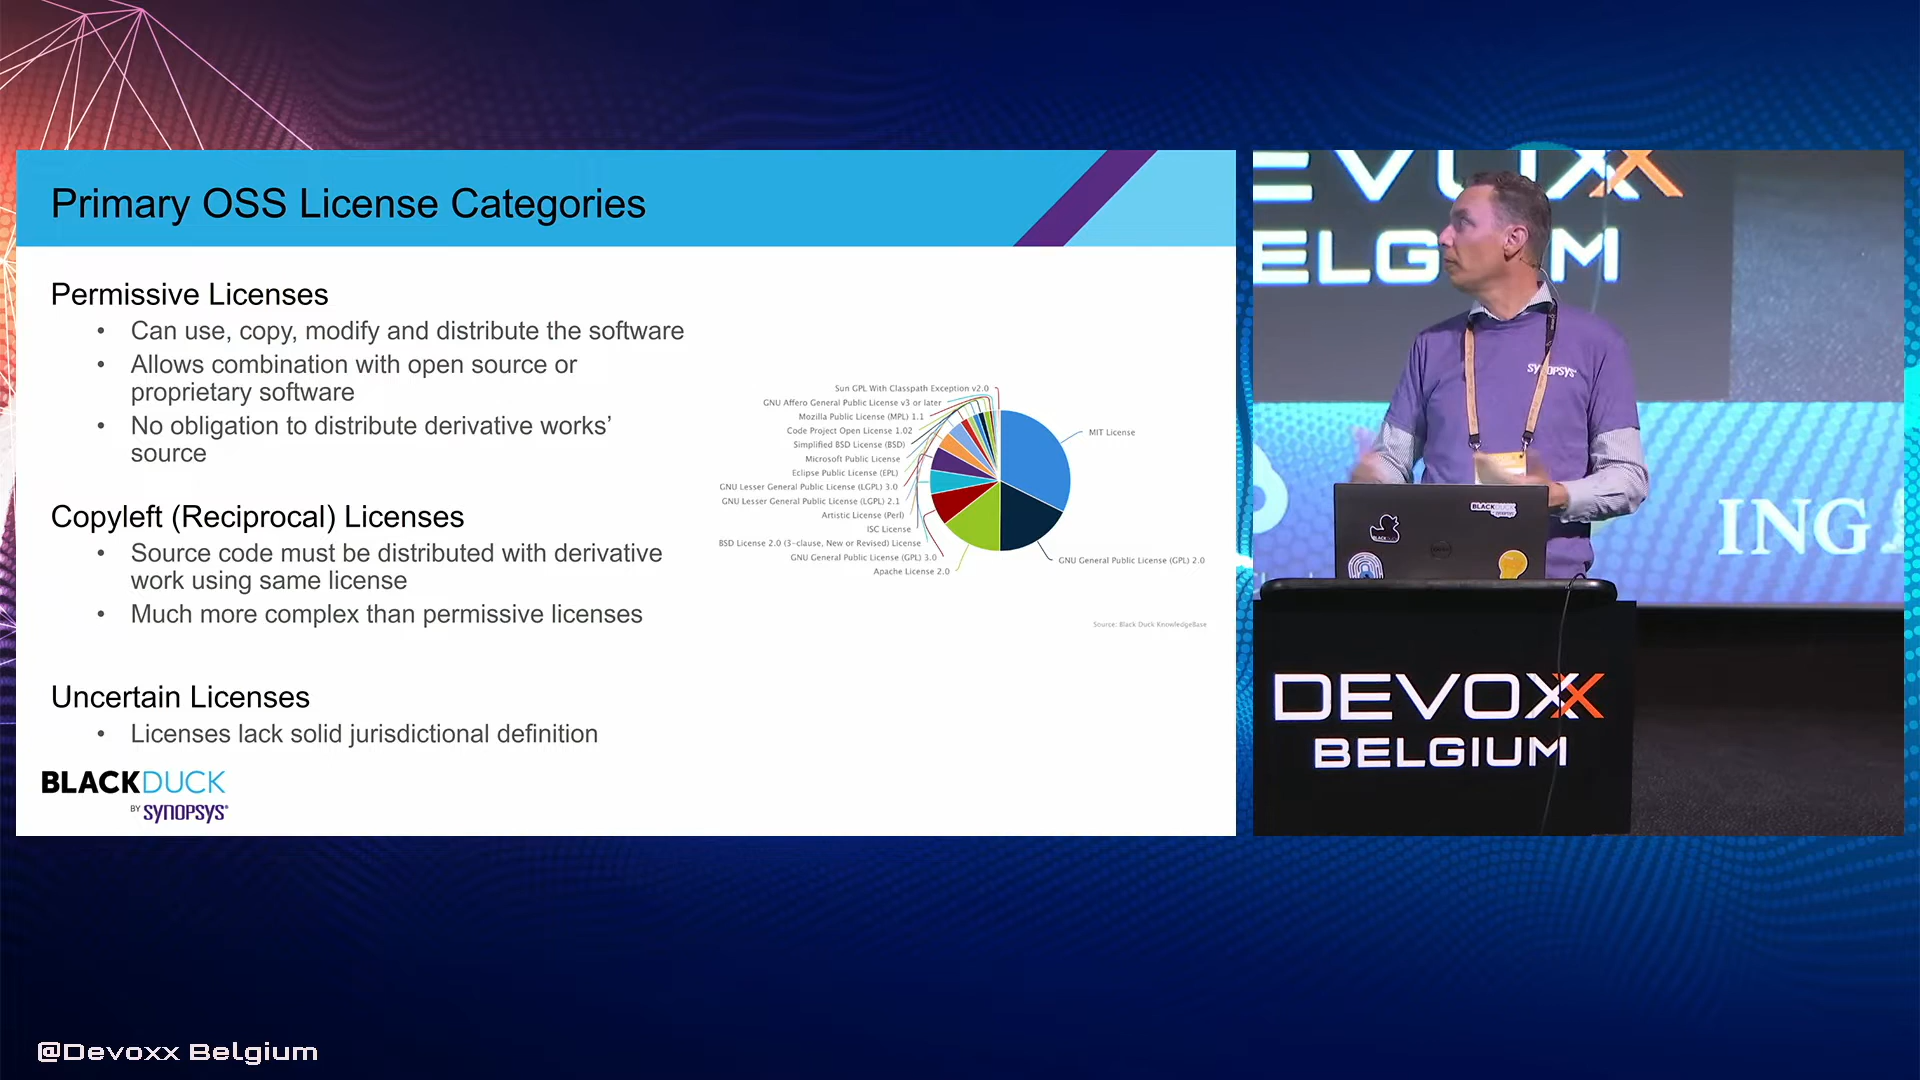 Primary OSS License Categories
Permissive Licenses
• Can use, copy, modify and distribute the software
• Allows combination with open source or
proprietary software
• No obligation to distribute derivative works’
source
Copyleft (Reciprocal) Licenses
• Source code must be distributed with derivative
work using same license
• Much more complex than permissive licenses
Uncertain Licenses
• Licenses lack solid jurisdictional definition
BLACKDUCK
BY SYNOPSYS®
Sun GPL With Classpath Exception v2.0
GNU Affero General Public License v3 or later
Mozilla Public License (MPL) 1.1
Code Project Open License 1.02
Simplified BSD License (BSD)
Microsoft Public License
Eclipse Public License (EPL)
GNU Lesser General Public License (LGPL) 3.0
GNU Lesser General Public License (LGPL) 2.1
Artistic License (Perl)
ISC License
BSD License 2.0 (3-clause, New or Revised) License
GNU General Public License (GPL) 3.0
Apache License 2.0
MIT License
GNU General Public License (GPL) 2.0
Source: Black Duck KnowledgeBase
DEVOXX
BELGIUM
SYNOPSYS
BLACKDUCK
ING
DEVOXX
BELGIUM
@Devoxx Belgium